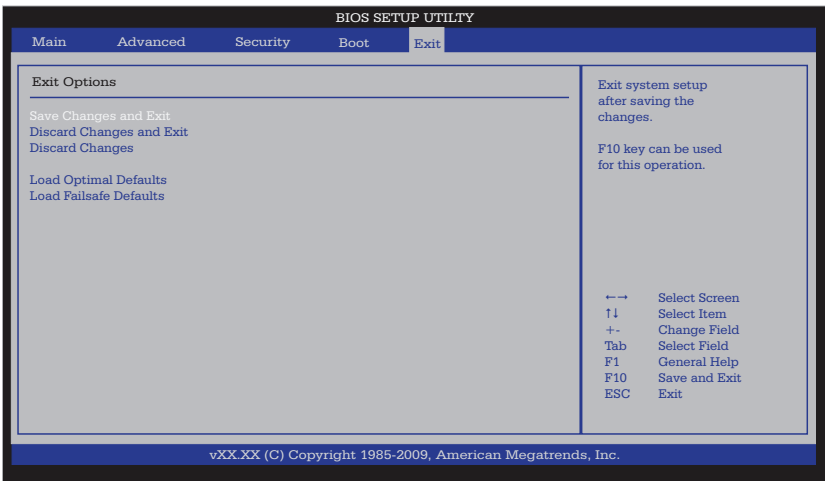 BIOS SETUP UTILTY
Main Advanced Security Boot Exit
Exit Options
Save Changes and Exit
Discard Changes and Exit
Discard Changes
Load Optimal Defaults
Load Failsafe Defaults
Exit system setup
after saving the
changes.
F10 key can be used
for this operation.
←→ Select Screen
↑↓ Select Item
+- Change Field
Tab Select Field
F1 General Help
F10 Save and Exit
ESC Exit
vXX.XX (C) Copyright 1985-2009, American Megatrends, Inc.